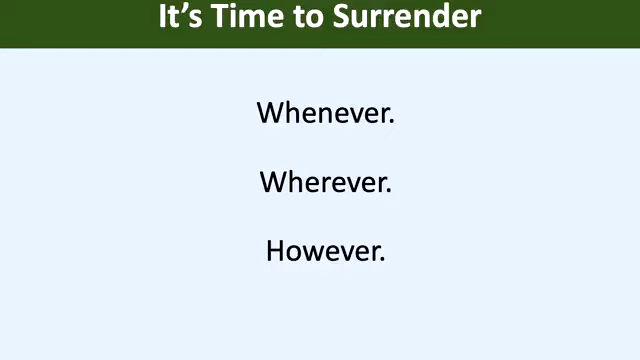 It’s Time to Surrender
Whenever.
Wherever.
However.